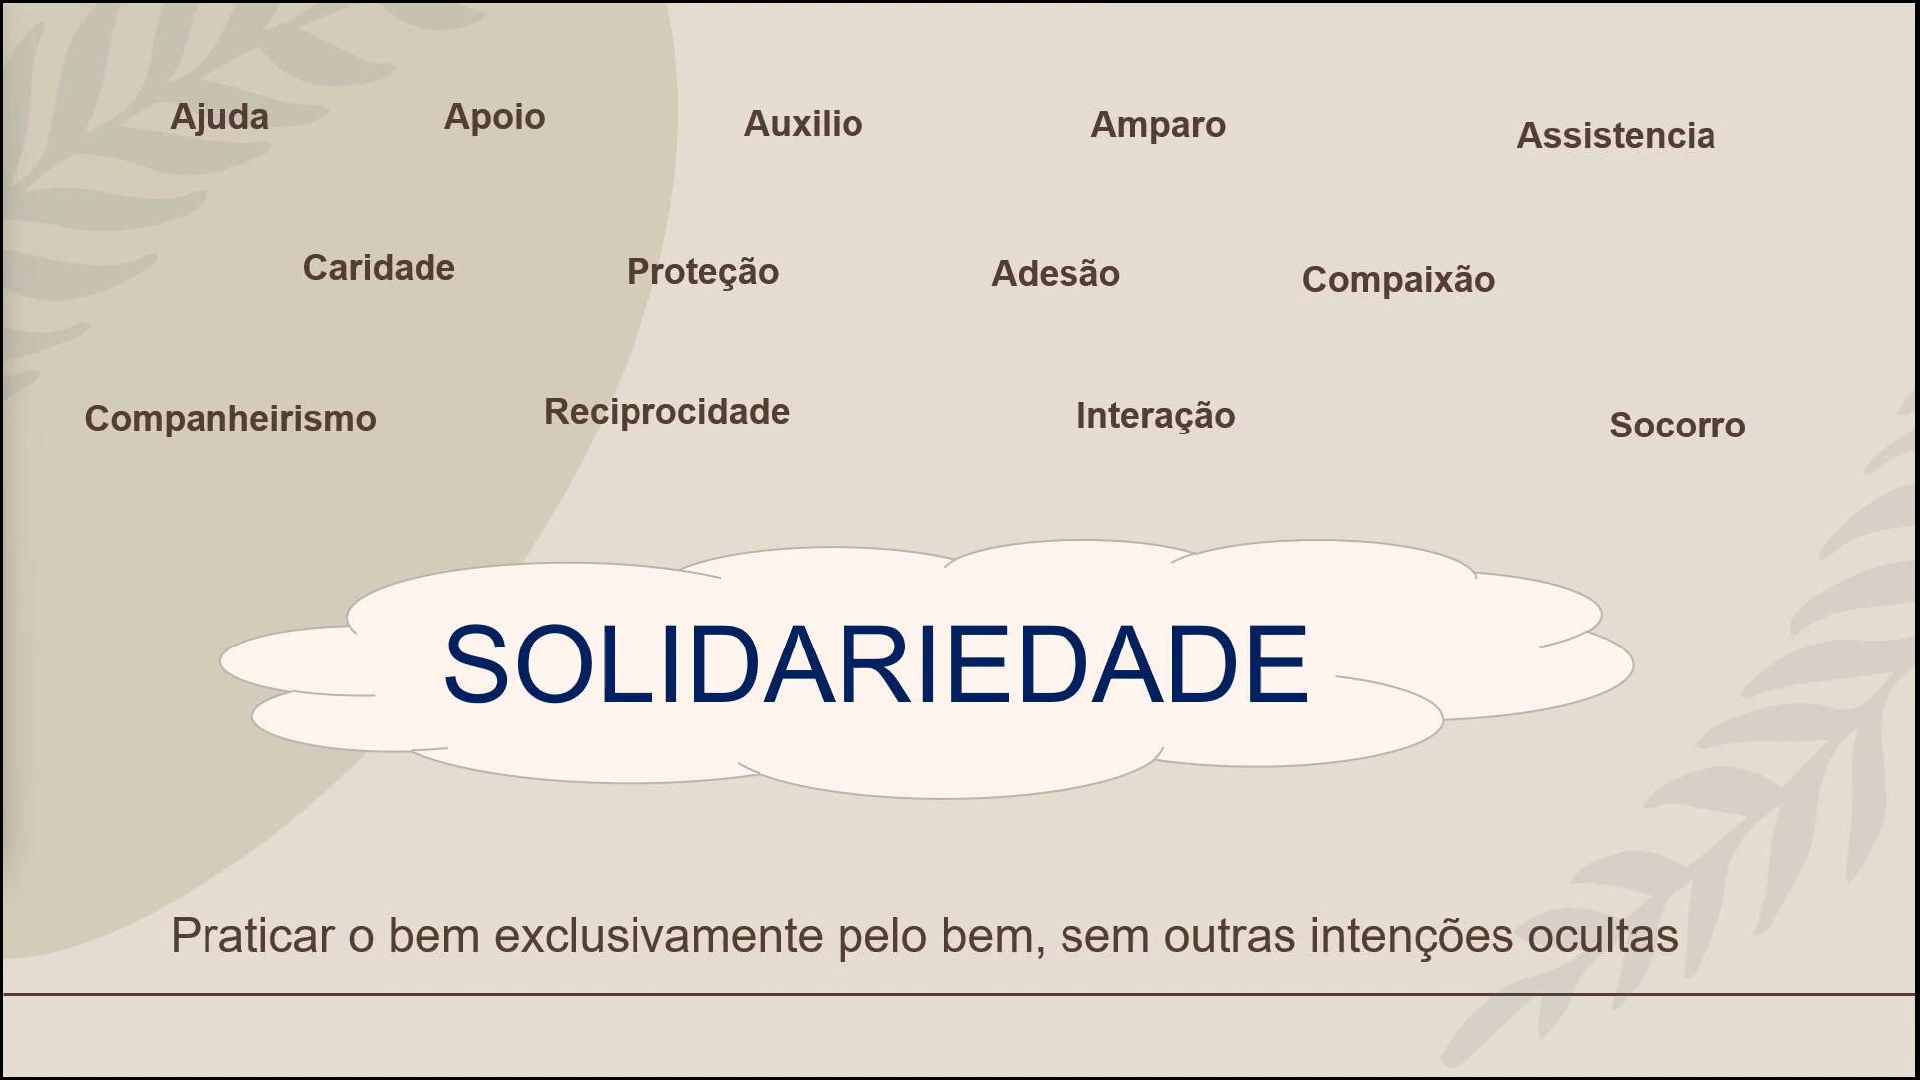 Ajuda Apoio Auxilio Amparo Assistencia
Caridade Proteção Adesão Compaixão
Companheirismo Reciprocidade Interação Socorro
SOLIDARIEDADE
Praticar o bem exclusivamente pelo bem, sem outras intenções ocultas